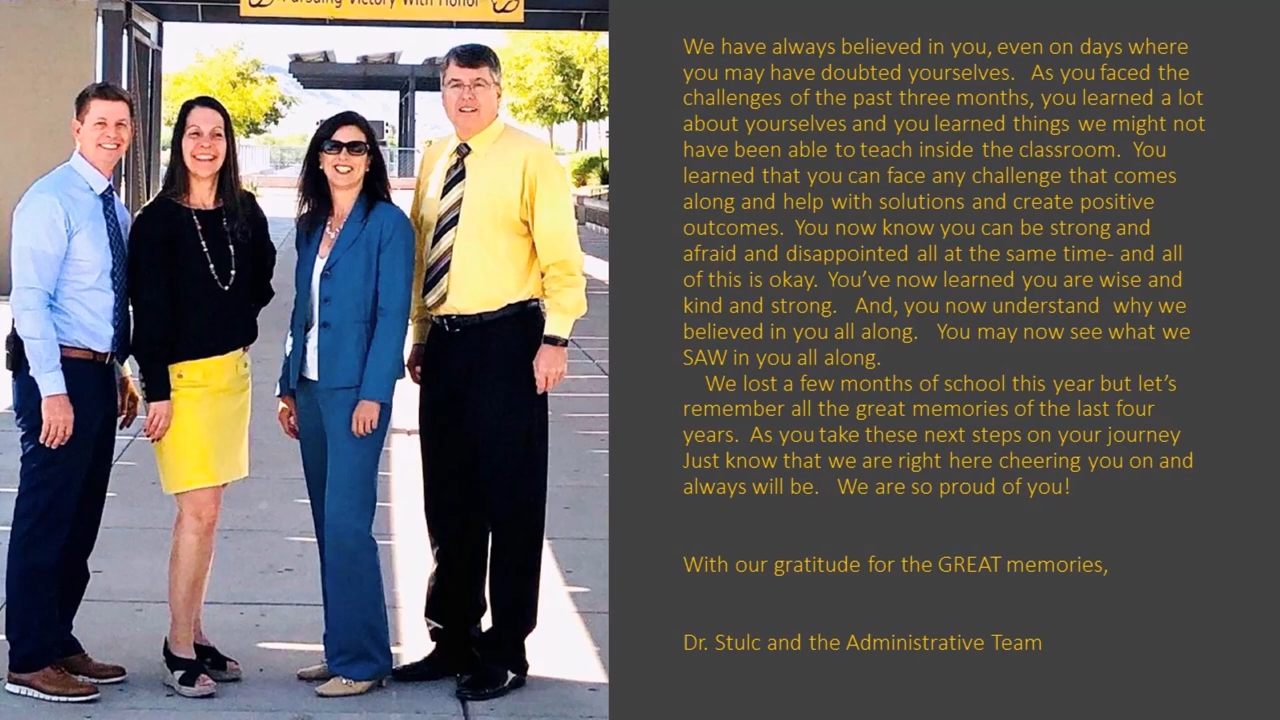 Pursuing Victory With Honor
We have always believed in you, even on days where
you may have doubted yourselves. As you faced the
challenges of the past three months, you learned a lot
about yourselves and you learned things we might not
have been able to teach inside the classroom. You
learned that you can face any challenge that comes
along and help with solutions and create positive
outcomes. You now know you can be strong and
afraid and disappointed all at the same time- and all
of this is okay. You’ve now learned you are wise and
kind and strong. And, you now understand why we
believed in you all along. You may now see what we
SAW in you all along.
We lost a few months of school this year but let’s
remember all the great memories of the last four
years. As you take these next steps on your journey
Just know that we are right here cheering you on and
always will be. We are so proud of you!
With our gratitude for the GREAT memories,
Dr. Stulc and the Administrative Team